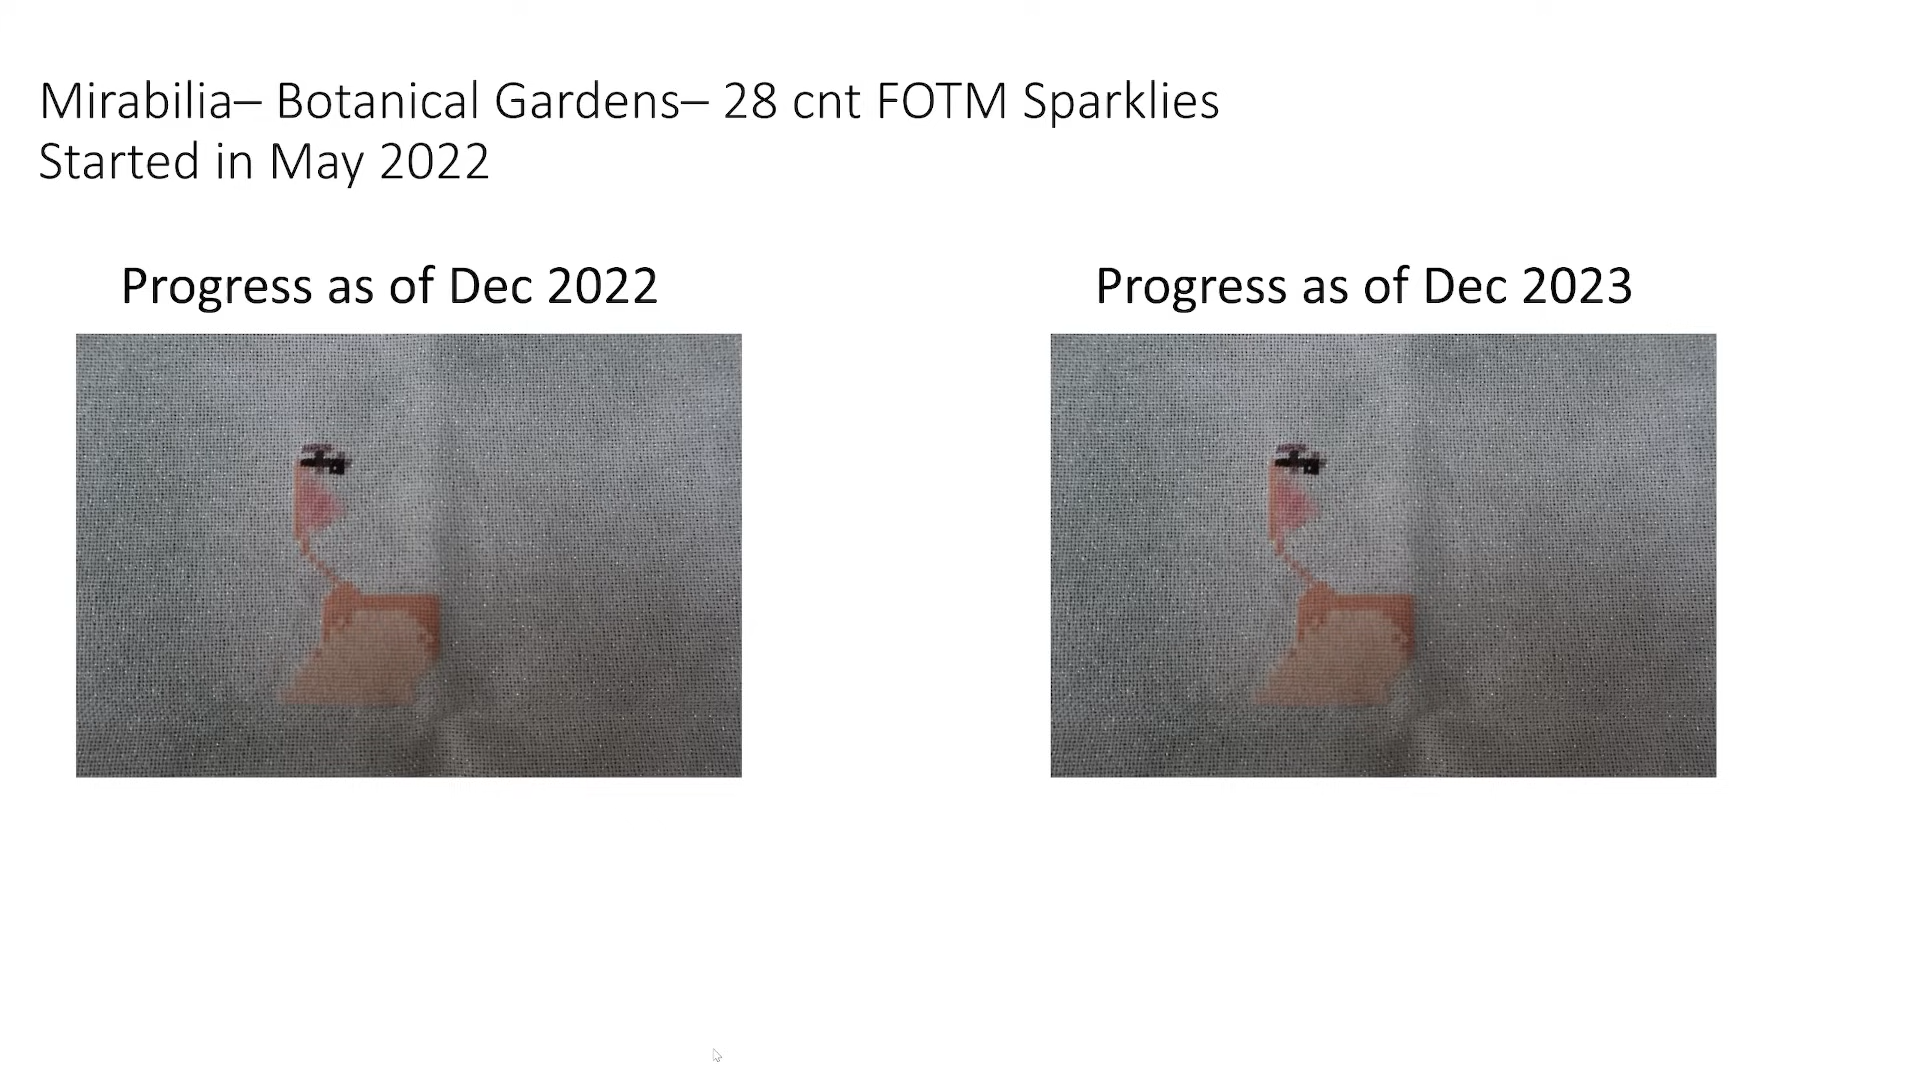 Mirabilia– Botanical Gardens– 28 cnt FOTM Sparklies
Started in May 2022
Progress as of Dec 2022
Progress as of Dec 2023